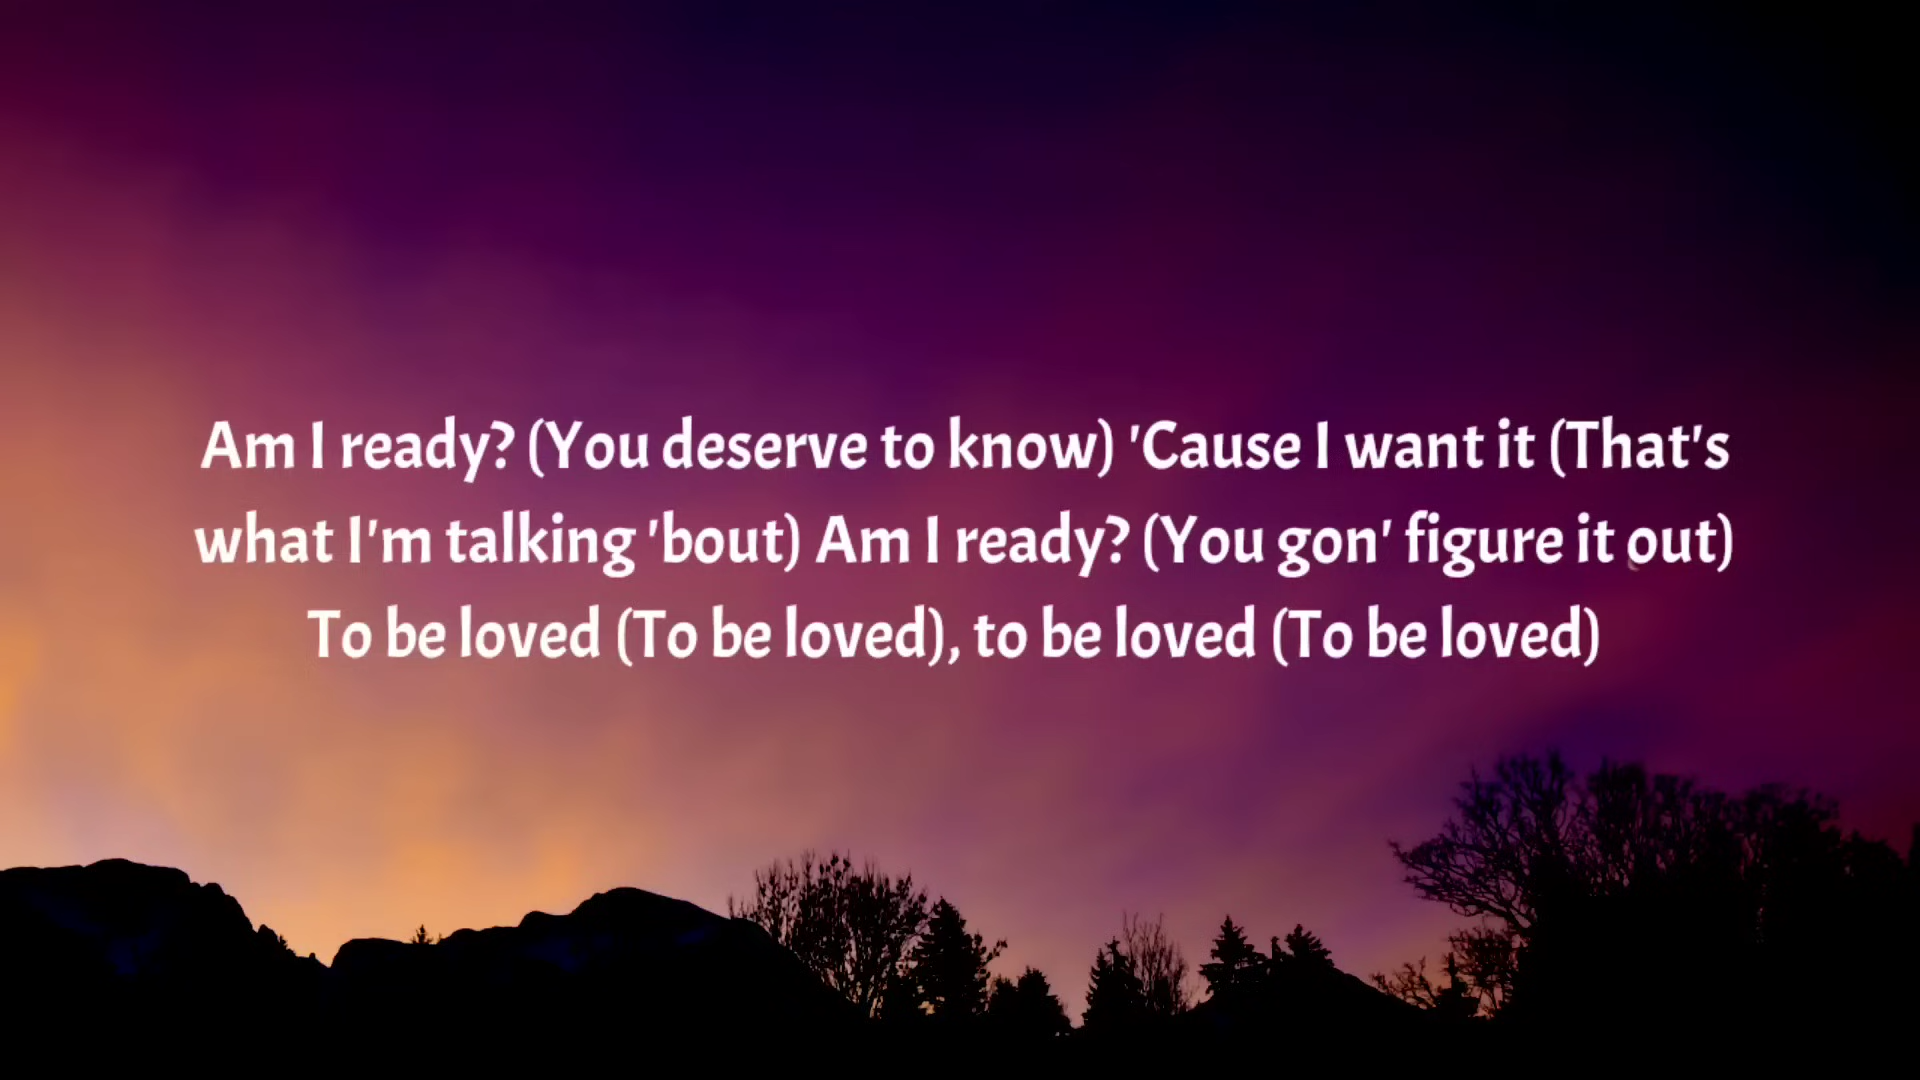 Am I ready? (You deserve to know) 'Cause I want it (That's
what I'm talking 'bout) Am I ready? (You gon' figure it out)
To be loved (To be loved), to be loved (To be loved)